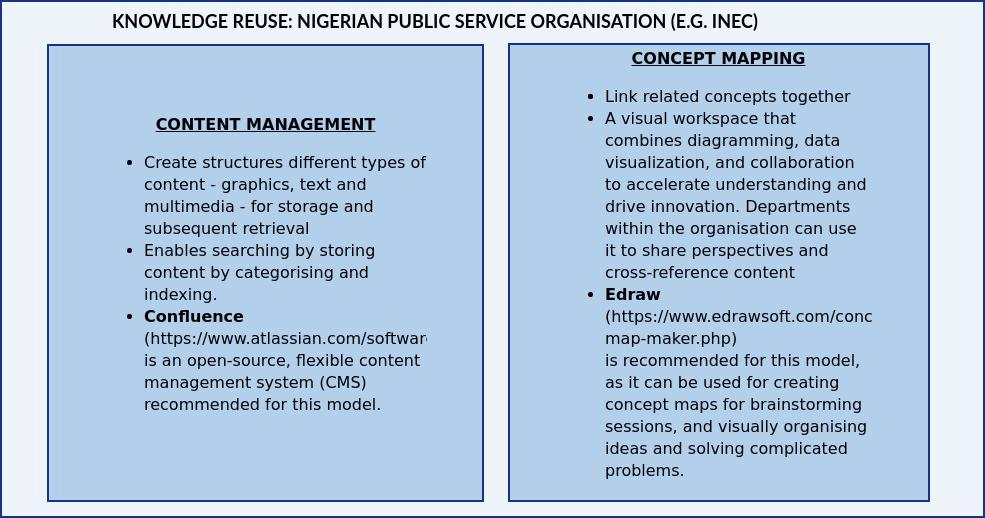 KNOWLEDGE REUSE: NIGERIAN PUBLIC SERVICE ORGANISATION (E.G. INEC)
CONTENT MANAGEMENT
• Create structures different types of
content - graphics, text and
multimedia - for storage and
subsequent retrieval
• Enables searching by storing
content by categorising and
indexing.
• Confluence
(https://www.atlassian.com/softwar
is an open-source, flexible content
management system (CMS)
recommended for this model.
CONCEPT MAPPING
• Link related concepts together
• A visual workspace that
combines diagramming, data
visualization, and collaboration
to accelerate understanding and
drive innovation. Departments
within the organisation can use
it to share perspectives and
cross-reference content
• Edraw
(https://www.edrawsoft.com/conc
map-maker.php)
is recommended for this model,
as it can be used for creating
concept maps for brainstorming
sessions, and visually organising
ideas and solving complicated
problems.